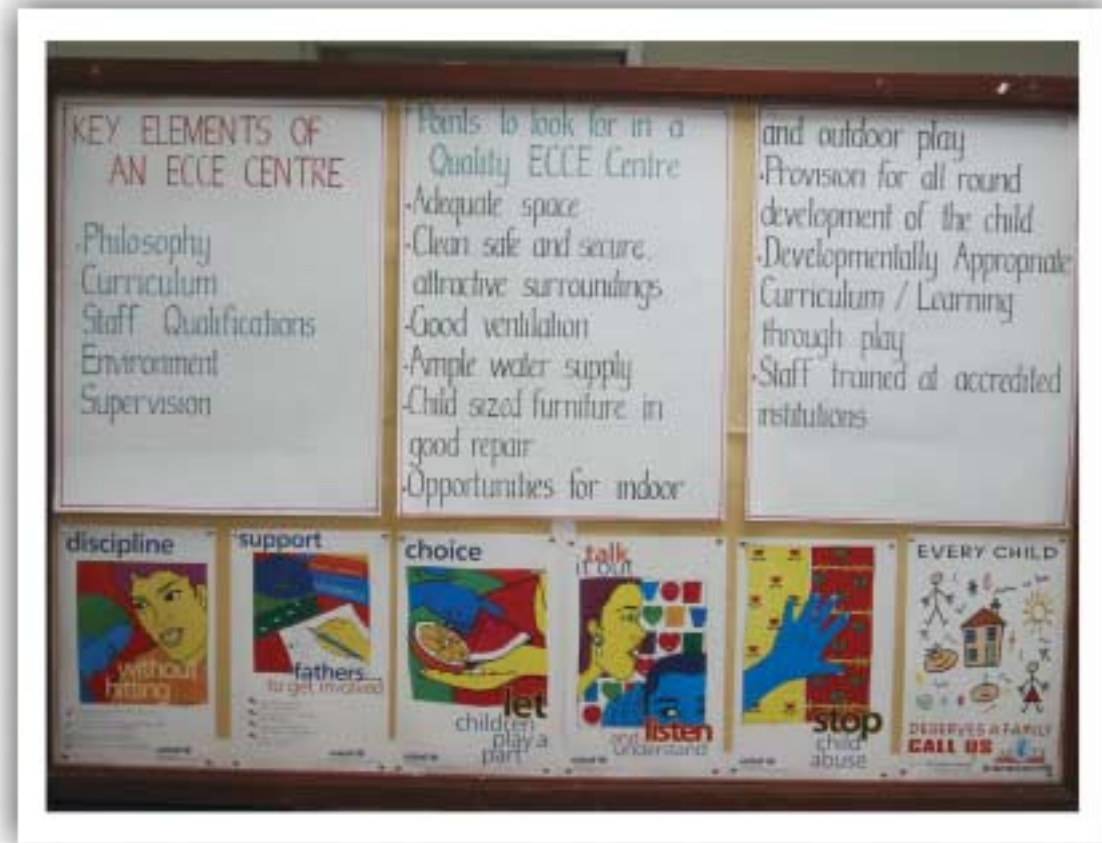 KEY ELEMENTS OF
AN ECCE CENTRE
-Philosophy
Curriculum
Staff Qualifications
Environment
Supervision
Points to look for in a
Quality ECCE Centre
-Adequate space
-Clean safe and secure,
attractive surroundings
-Good ventilation
-Ample water supply
-Child sized furniture in
good repair
-Opportunities for indoor
and outdoor play
-Provision for all round
development of the child
-Developmentally Appropriate
Curriculum / Learning
through play
-Staff trained at accredited
institutions
discipline
without
hitting
support
fathers...
to get involved
choice
let
children
play a
part
talk
it out
and listen
understand
stop
child
abuse
EVERY CHILD
DESERVES A FAMILY
CALL US